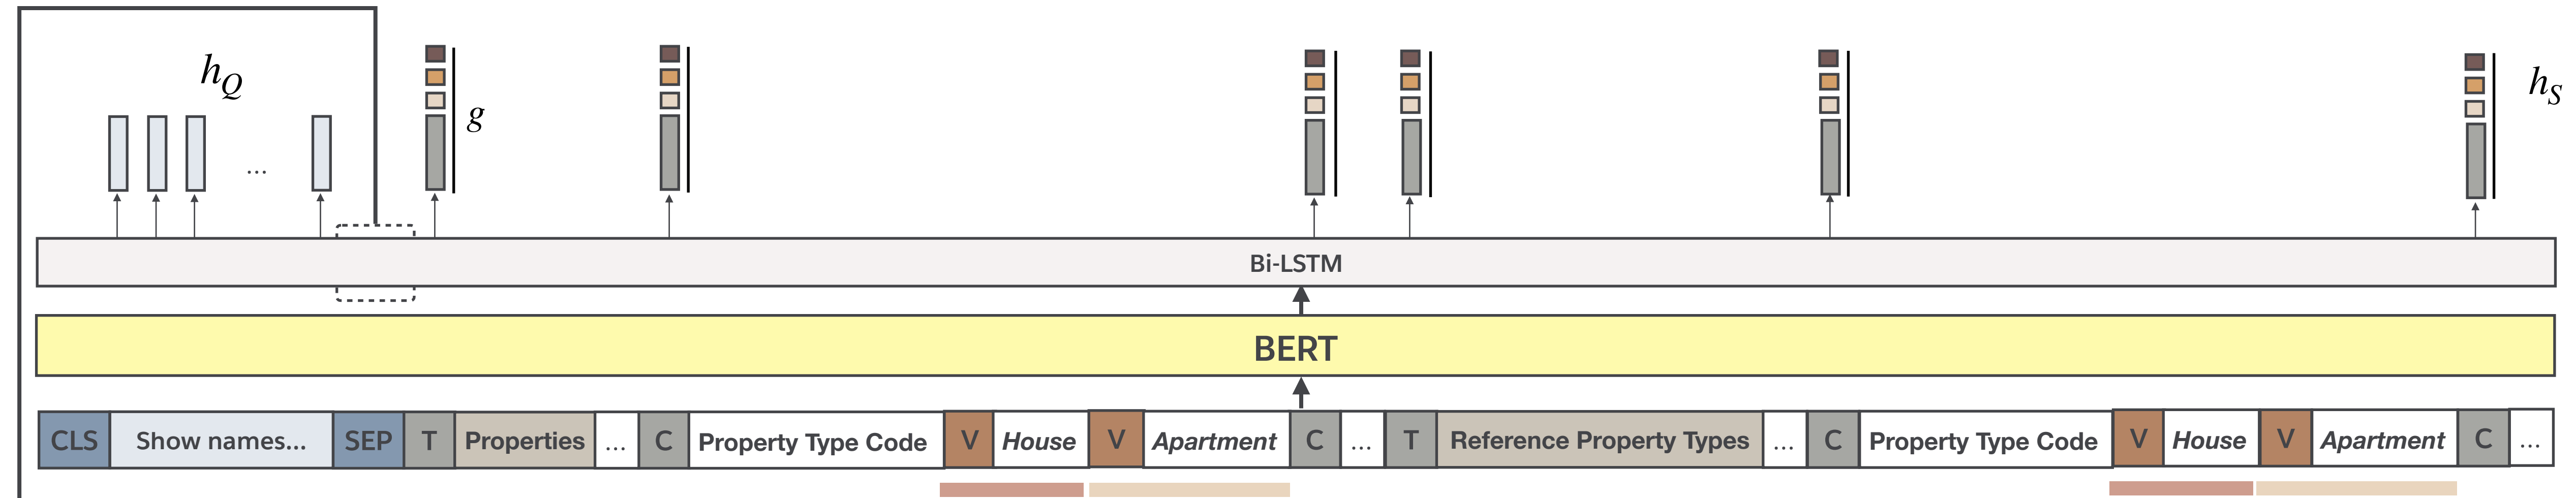 h_Q
g
h_S
...
Bi-LSTM
BERT
CLS Show names... SEP T Properties ... C Property Type Code V House V Apartment C ... T Reference Property Types ... C Property Type Code V House V Apartment C ...